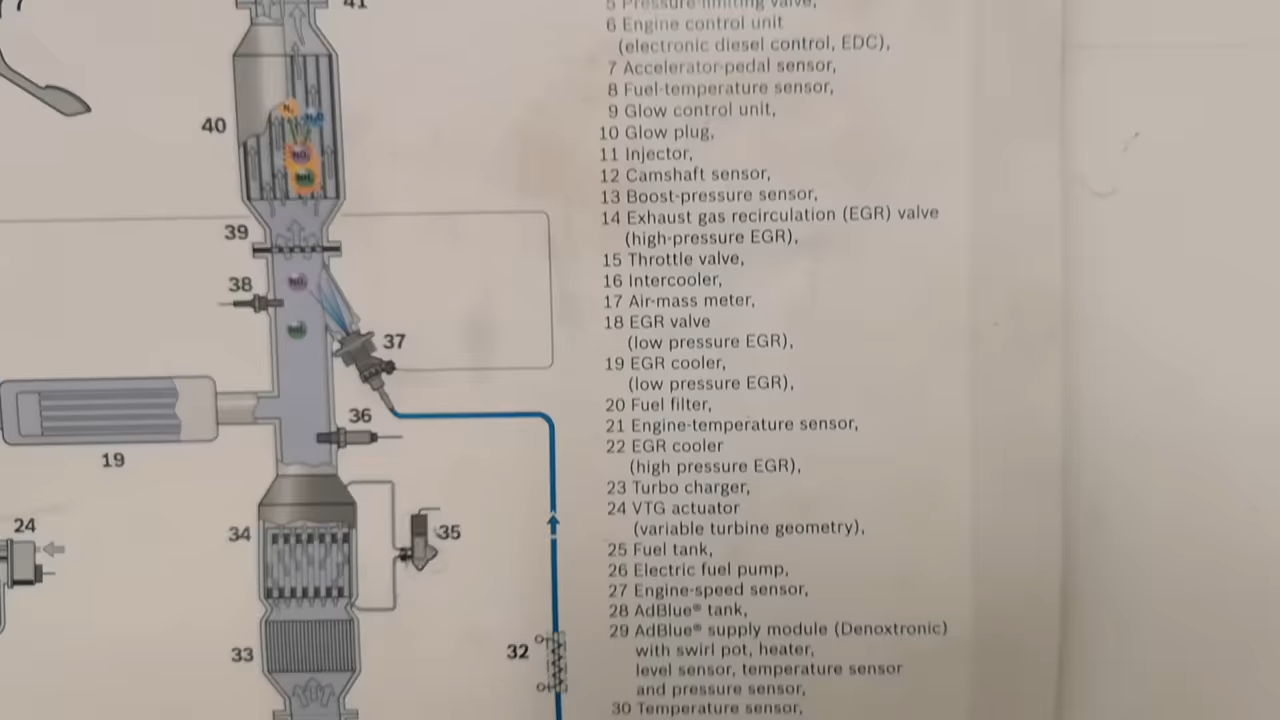 41
5 Pressure-limiting valve,
6 Engine control unit
(electronic diesel control, EDC),
7 Accelerator-pedal sensor,
8 Fuel-temperature sensor,
9 Glow control unit,
10 Glow plug,
11 Injector,
12 Camshaft sensor,
13 Boost-pressure sensor,
14 Exhaust gas recirculation (EGR) valve
(high-pressure EGR),
15 Throttle valve,
16 Intercooler,
17 Air-mass meter,
18 EGR valve
(low pressure EGR),
19 EGR cooler,
(low pressure EGR),
20 Fuel filter,
21 Engine-temperature sensor,
22 EGR cooler
(high pressure EGR),
23 Turbo charger,
24 VTG actuator
(variable turbine geometry),
25 Fuel tank,
26 Electric fuel pump,
27 Engine-speed sensor,
28 AdBlue® tank,
29 AdBlue® supply module (Denoxtronic)
with swirl pot, heater,
level sensor, temperature sensor
and pressure sensor,
30 Temperature sensor,
40
39
38
37
36
19
24
34
35
33
32